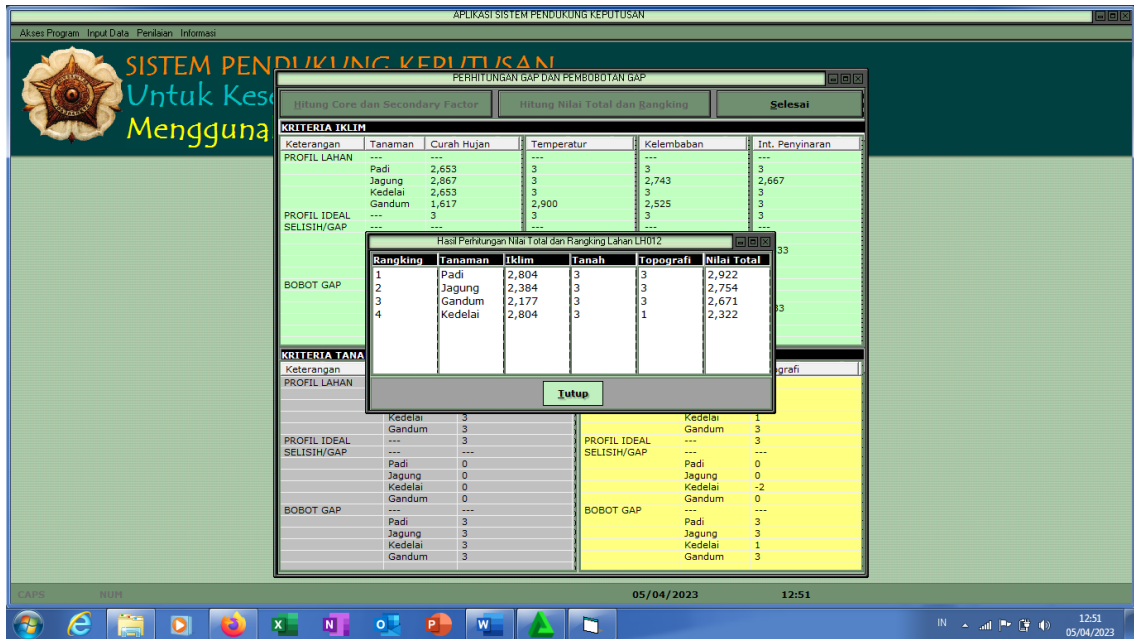 APLIKASI SISTEM PENDUKUNG KEPUTUSAN
Akses Program Input Data Penilaian Informasi
SISTEM PENDUKUNG KEPUTUSAN
Untuk Kese
Mengguna
PERHITUNGAN GAP DAN PEMBOBOTAN GAP
Hitung Core dan Secondary Factor Hitung Nilai Total dan Rangking Selesai
KRITERIA IKLIM
Keterangan Tanaman Curah Hujan Temperatur Kelembaban Int. Penyinaran
PROFIL LAHAN --- --- --- --- ---
Padi 2,653 3 3 3
Jagung 2,867 3 2,743 2,667
Kedelai 2,653 3 3 3
Gandum 1,617 2,900 2,525 3
PROFIL IDEAL --- 3 3 3 3
SELISIH/GAP --- --- --- --- ---
33
BOBOT GAP
33
Hasil Perhitungan Nilai Total dan Rangking Lahan LH012
Rangking Tanaman Iklim Tanah Topografi Nilai Total
1 Padi 2,804 3 3 2,922
2 Jagung 2,384 3 3 2,754
3 Gandum 2,177 3 3 2,671
4 Kedelai 2,804 3 1 2,322
Tutup
KRITERIA TANA
Keterangan
PROFIL LAHAN
Kedelai 3
Gandum 3
PROFIL IDEAL --- 3
SELISIH/GAP --- ---
Padi 0
Jagung 0
Kedelai 0
Gandum 0
BOBOT GAP --- ---
Padi 3
Jagung 3
Kedelai 3
Gandum 3
ografi
Kedelai 1
Gandum 3
PROFIL IDEAL --- 3
SELISIH/GAP --- ---
Padi 0
Jagung 0
Kedelai -2
Gandum 0
BOBOT GAP --- ---
Padi 3
Jagung 3
Kedelai 1
Gandum 3
CAPS NUM 05/04/2023 12:51
IN 12:51
05/04/2023